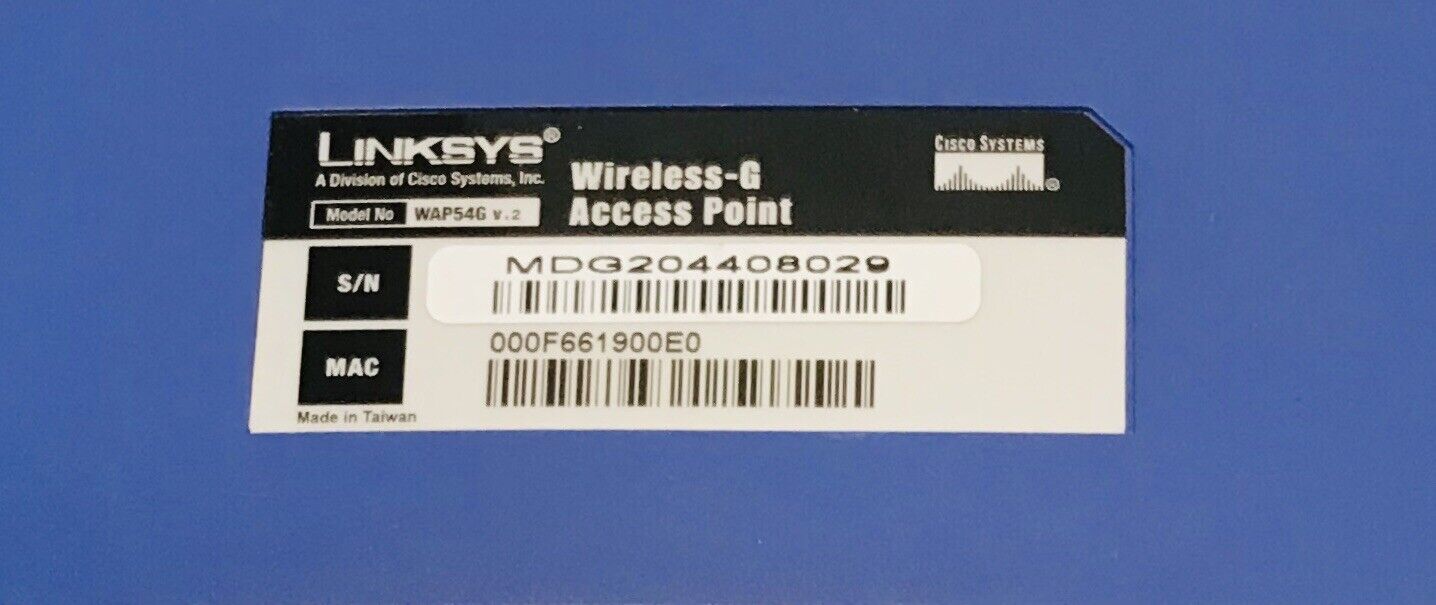 LINKSYS®
A Division of Cisco Systems, Inc.
Model No WAP54G v.2
Wireless-G
Access Point
CISCO SYSTEMS
®
S/N
MDG204408029
MAC
000F661900E0
Made in Taiwan